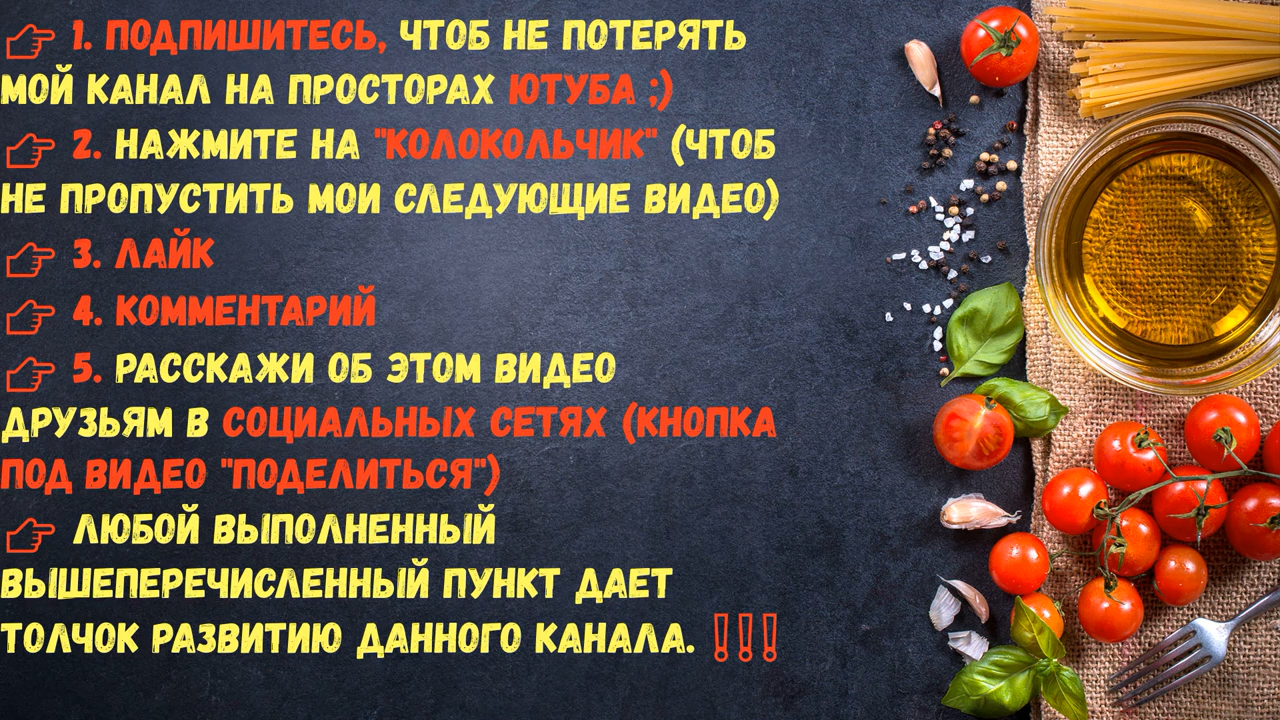 👉 1. ПОДПИШИТЕСЬ, ЧТОБ НЕ ПОТЕРЯТЬ
МОЙ КАНАЛ НА ПРОСТОРАХ ЮТУБА ;)
👉 2. НАЖМИТЕ НА "КОЛОКОЛЬЧИК" (ЧТОБ
НЕ ПРОПУСТИТЬ МОИ СЛЕДУЮЩИЕ ВИДЕО)
👉 3. ЛАЙК
👉 4. КОММЕНТАРИЙ
👉 5. РАССКАЖИ ОБ ЭТОМ ВИДЕО
ДРУЗЬЯМ В СОЦИАЛЬНЫХ СЕТЯХ (КНОПКА
ПОД ВИДЕО "ПОДЕЛИТЬСЯ")
👉 ЛЮБОЙ ВЫПОЛНЕННЫЙ
ВЫШЕПЕРЕЧИСЛЕННЫЙ ПУНКТ ДАЕТ
ТОЛЧОК РАЗВИТИЮ ДАННОГО КАНАЛА. ❕❕❕